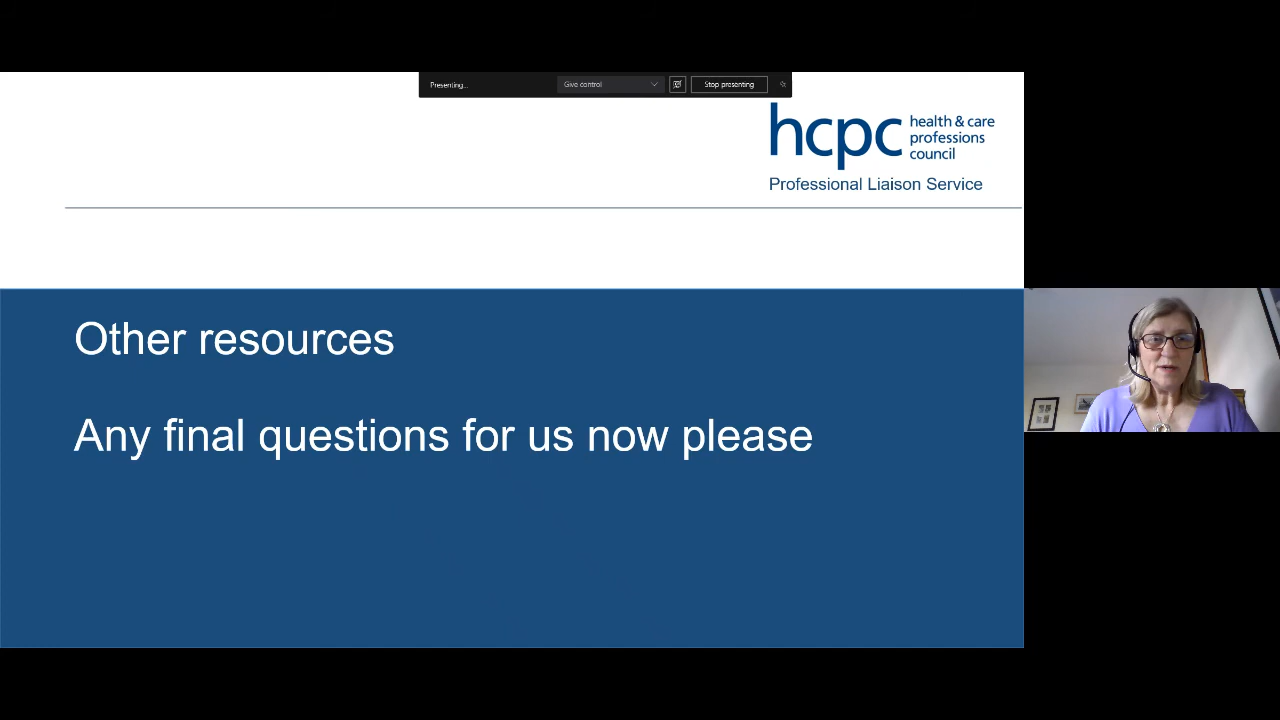 Presenting...
Give control
Stop presenting
hcpc
health & care
professions
council
Professional Liaison Service
Other resources
Any final questions for us now please